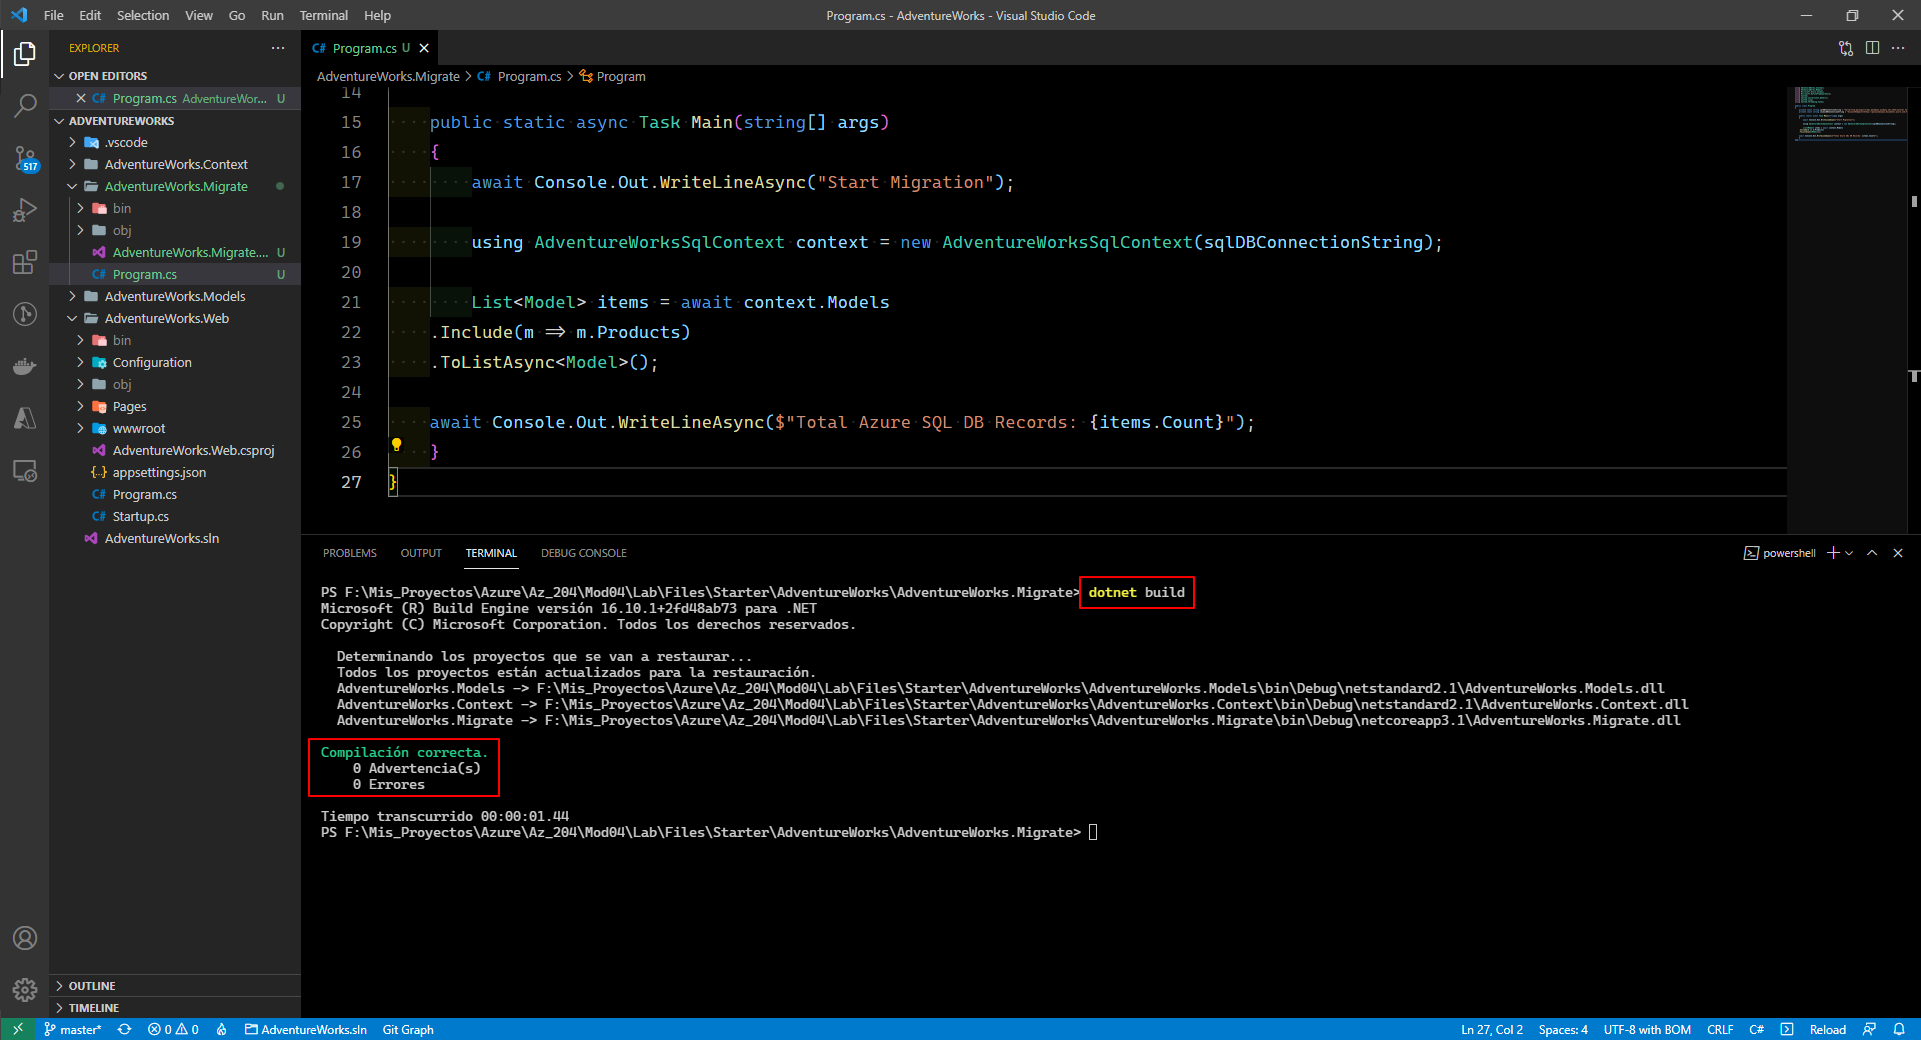 File Edit Selection View Go Run Terminal Help
Program.cs - AdventureWorks - Visual Studio Code
EXPLORER
OPEN EDITORS
Program.cs AdventureWor... U
ADVENTUREWORKS
.vscode
AdventureWorks.Context
AdventureWorks.Migrate
bin
obj
AdventureWorks.Migrate.... U
Program.cs U
AdventureWorks.Models
AdventureWorks.Web
bin
Configuration
obj
Pages
wwwroot
AdventureWorks.Web.csproj
appsettings.json
Program.cs
Startup.cs
AdventureWorks.sln
OUTLINE
TIMELINE
517
Program.cs U
AdventureWorks.Migrate > Program.cs > Program
14
15 public static async Task Main(string[] args)
16 {
17 await Console.Out.WriteLineAsync("Start Migration");
18
19 using AdventureWorksSqlContext context = new AdventureWorksSqlContext(sqlDBConnectionString);
20
21 List<Model> items = await context.Models
22 .Include(m => m.Products)
23 .ToListAsync<Model>();
24
25 await Console.Out.WriteLineAsync($"Total Azure SQL DB Records: {items.Count}");
26 }
27 }
PROBLEMS OUTPUT TERMINAL DEBUG CONSOLE
powershell
PS F:\Mis_Proyectos\Azure\Az_204\Mod04\Lab\Files\Starter\AdventureWorks\AdventureWorks.Migrate> dotnet build
Microsoft (R) Build Engine versión 16.10.1+2fd48ab73 para .NET
Copyright (C) Microsoft Corporation. Todos los derechos reservados.
Determinando los proyectos que se van a restaurar...
Todos los proyectos están actualizados para la restauración.
AdventureWorks.Models -> F:\Mis_Proyectos\Azure\Az_204\Mod04\Lab\Files\Starter\AdventureWorks\AdventureWorks.Models\bin\Debug\netstandard2.1\AdventureWorks.Models.dll
AdventureWorks.Context -> F:\Mis_Proyectos\Azure\Az_204\Mod04\Lab\Files\Starter\AdventureWorks\AdventureWorks.Context\bin\Debug\netstandard2.1\AdventureWorks.Context.dll
AdventureWorks.Migrate -> F:\Mis_Proyectos\Azure\Az_204\Mod04\Lab\Files\Starter\AdventureWorks\AdventureWorks.Migrate\bin\Debug\netcoreapp3.1\AdventureWorks.Migrate.dll
Compilación correcta.
0 Advertencia(s)
0 Errores
Tiempo transcurrido 00:00:01.44
PS F:\Mis_Proyectos\Azure\Az_204\Mod04\Lab\Files\Starter\AdventureWorks\AdventureWorks.Migrate>
master* 0 0 AdventureWorks.sln Git Graph
Ln 27, Col 2 Spaces: 4 UTF-8 with BOM CRLF C# Reload